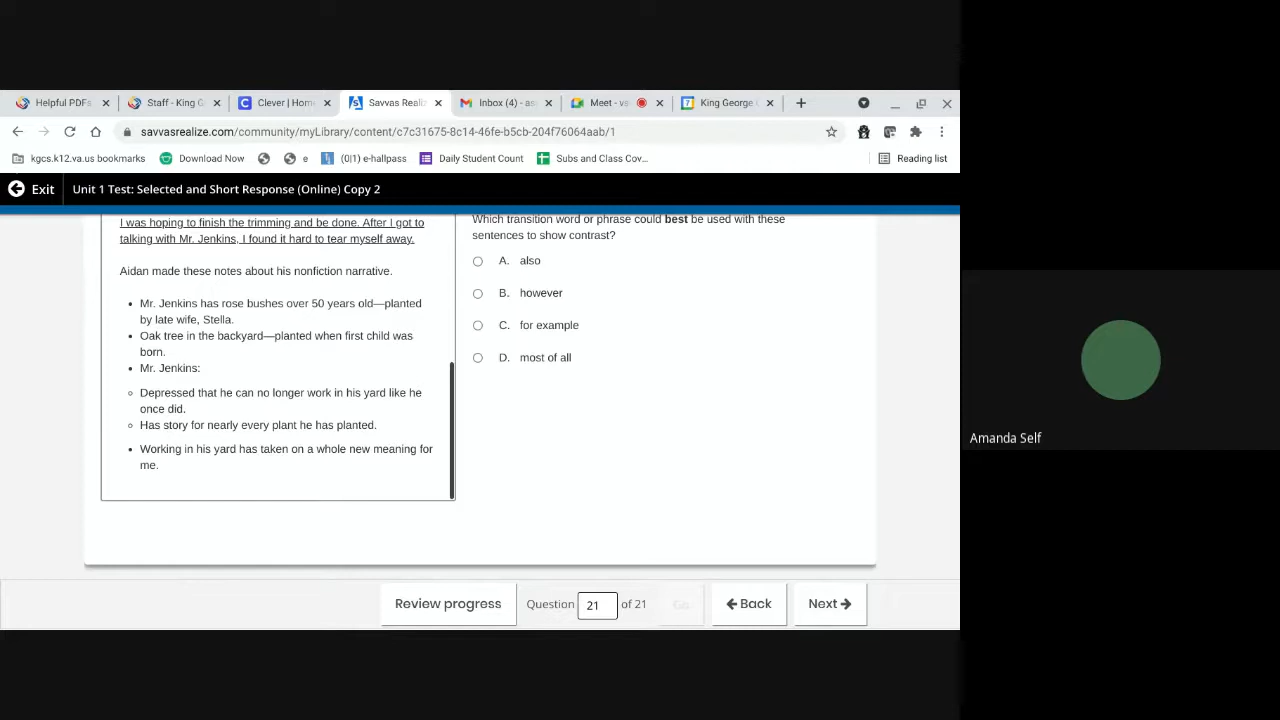 Helpful PDFs
Staff - King G
Clever | Hom
Savvas Realiz
Inbox (4) - as
Meet - va
King George C
savvasrealize.com/community/myLibrary/content/c7c31675-8c14-46fe-b5cb-204f76064aab/1
kgcs.k12.va.us bookmarks
Download Now
e
(0|1) e-hallpass
Daily Student Count
Subs and Class Cov...
Reading list
Exit
Unit 1 Test: Selected and Short Response (Online) Copy 2
I was hoping to finish the trimming and be done. After I got to
talking with Mr. Jenkins, I found it hard to tear myself away.
Aidan made these notes about his nonfiction narrative.
• Mr. Jenkins has rose bushes over 50 years old—planted
by late wife, Stella.
• Oak tree in the backyard—planted when first child was
born.
• Mr. Jenkins:
◦ Depressed that he can no longer work in his yard like he
once did.
◦ Has story for nearly every plant he has planted.
• Working in his yard has taken on a whole new meaning for
me.
Which transition word or phrase could best be used with these
sentences to show contrast?
A. also
B. however
C. for example
D. most of all
Review progress
Question 21 of 21
Go
Back
Next
Amanda Self